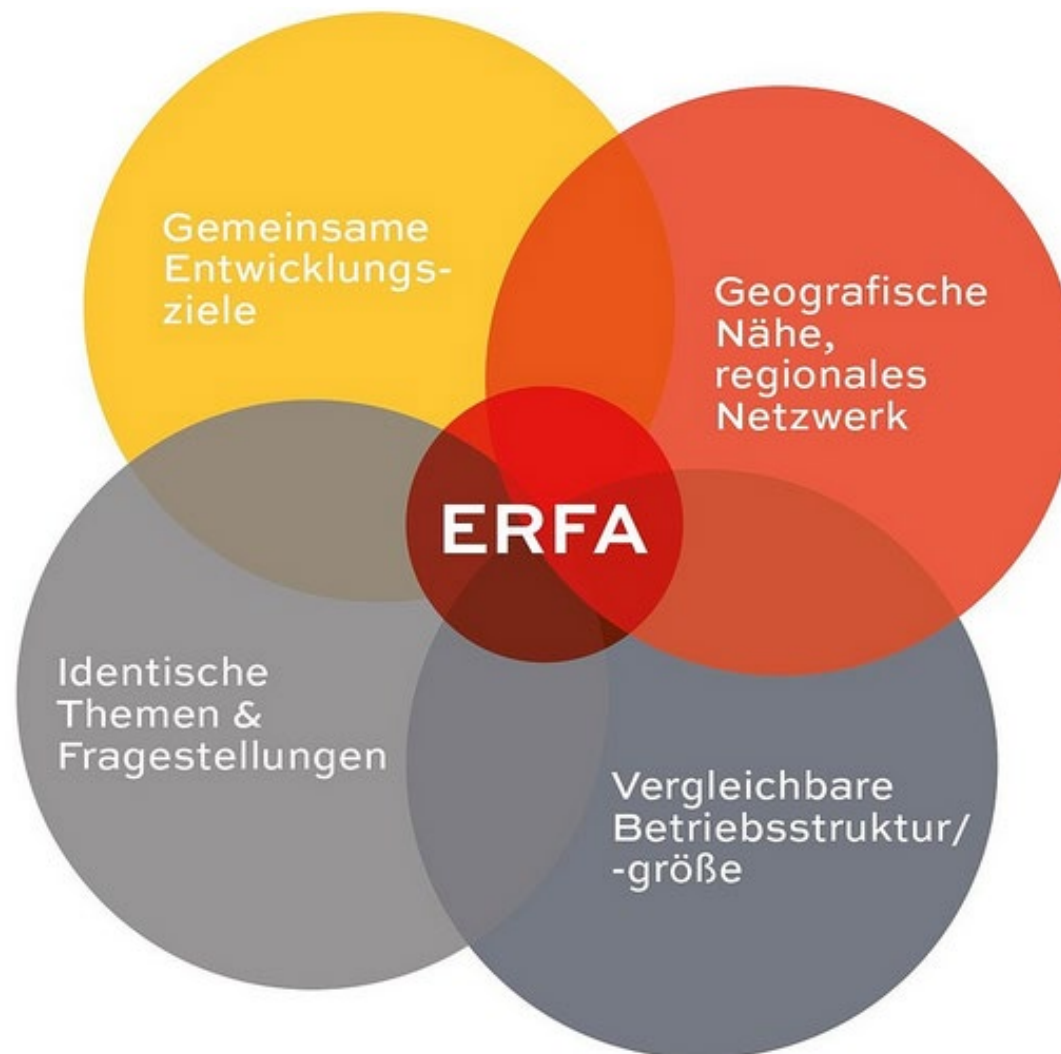 Gemeinsame
Entwicklungs-
ziele
Geografische
Nähe,
regionales
Netzwerk
ERFA
Identische
Themen &
Fragestellungen
Vergleichbare
Betriebsstruktur/
-größe